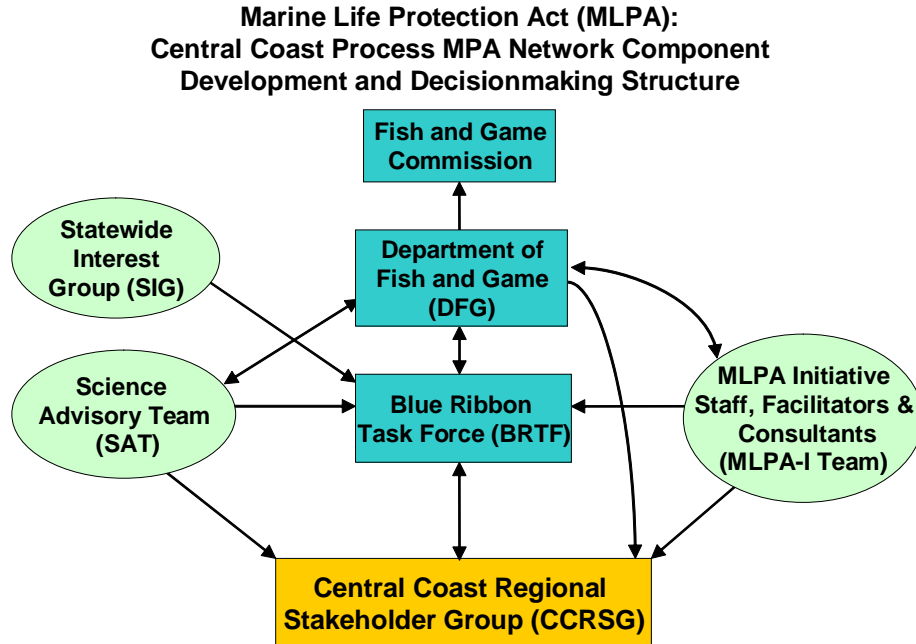 Marine Life Protection Act (MLPA):
Central Coast Process MPA Network Component
Development and Decisionmaking Structure
Fish and Game
Commission
Statewide
Interest
Group (SIG)
Department of
Fish and Game
(DFG)
Science
Advisory Team
(SAT)
Blue Ribbon
Task Force (BRTF)
MLPA Initiative
Staff, Facilitators &
Consultants
(MLPA-I Team)
Central Coast Regional
Stakeholder Group (CCRSG)